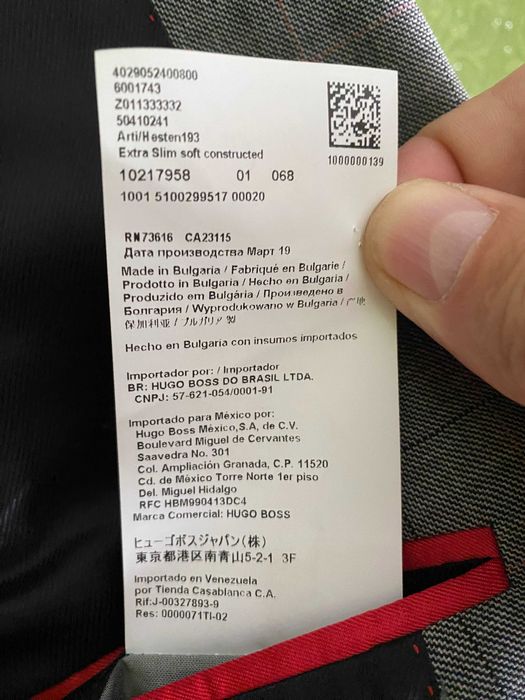 4029052400800
6001743
Z011333332
50410241
Arti/Hesten193
Extra Slim soft constructed
10217958 01 068
1001 5100299517 00020
1000000139
RN73616 CA23115
Дата производства Март 19
Made in Bulgaria / Fabriqué en Bulgarie /
Prodotto in Bulgaria / Hecho en Bulgaria /
Produzido em Bulgária / Произведено в
Болгария / Wyprodukowano w Bulgaria / 产地
保加利亚 / ブルガリア製
Hecho en Bulgaria con insumos importados
Importador por: / Importador
BR: HUGO BOSS DO BRASIL LTDA.
CNPJ: 57-621-054/0001-91
Importado para México por:
Hugo Boss México,S.A, de C.V.
Boulevard Miguel de Cervantes
Saavedra No. 301
Col. Ampliación Granada, C.P. 11520
Cd. de México Torre Norte 1er piso
Del. Miguel Hidalgo
RFC HBM990413DC4
Marca Comercial: HUGO BOSS
ヒューゴボスジャパン(株)
東京都港区南青山5-2-1 3F
Importado en Venezuela
por Tienda Casablanca C.A.
Rif:J-00327893-9
Res: 0000071TI-02